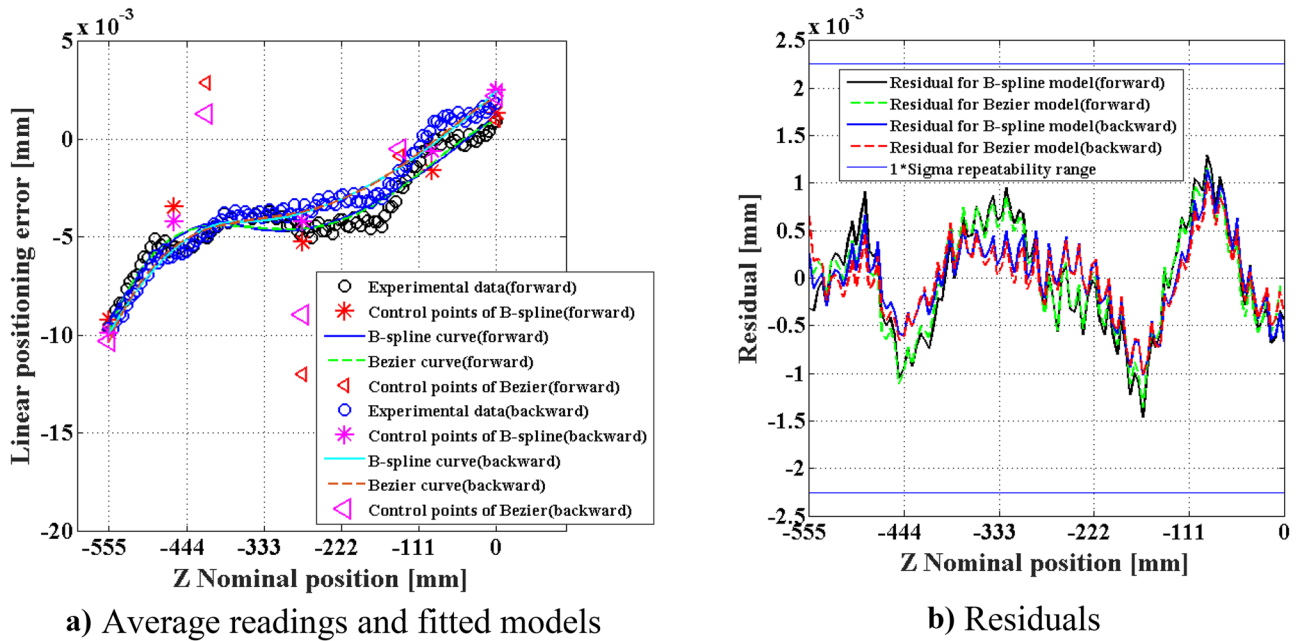 x 10⁻³
5
0
-5
-10
-15
-20
Linear positioning error [mm]
Experimental data(forward)
Control points of B-spline(forward)
B-spline curve(forward)
Bezier curve(forward)
Control points of Bezier(forward)
Experimental data(backward)
Control points of B-spline(backward)
B-spline curve(backward)
Bezier curve(backward)
Control points of Bezier(backward)
-555 -444 -333 -222 -111 0
Z Nominal position [mm]
a) Average readings and fitted models
x 10⁻³
2.5
2
1.5
1
0.5
0
-0.5
-1
-1.5
-2
-2.5
Residual [mm]
Residual for B-spline model(forward)
Residual for Bezier model(forward)
Residual for B-spline model(backward)
Residual for Bezier model(backward)
1*Sigma repeatability range
-555 -444 -333 -222 -111 0
Z Nominal position [mm]
b) Residuals